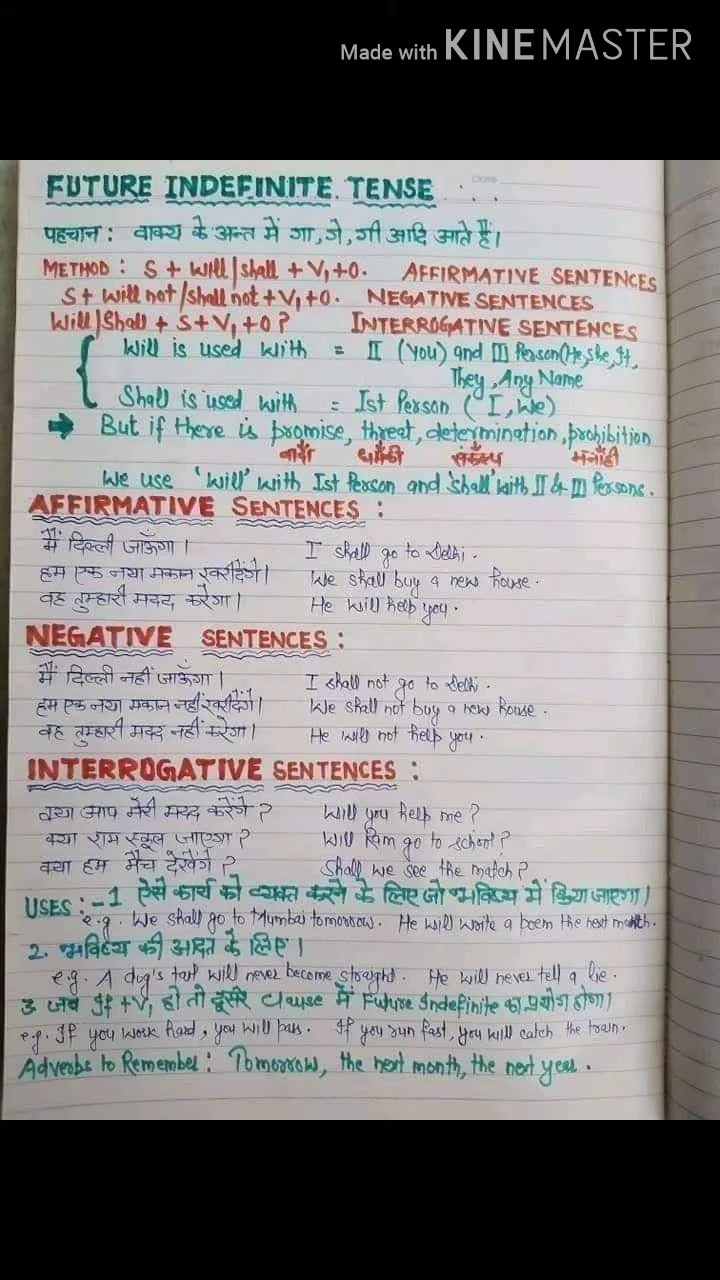 Made with KINEMASTER
DATE
FUTURE INDEFINITE TENSE ...
पहचान : वाक्य के अन्त में गा, गे, गी आदि आते हैं।
METHOD : S + will/shall + V₁ + O. AFFIRMATIVE SENTENCES
S + will not/shall not + V₁ + O. NEGATIVE SENTENCES
Will/Shall + S + V₁ + O? INTERROGATIVE SENTENCES
Will is used with = II (You) and III Person(He, she, It,
They, Any Name
Shall is used with = Ist Person ( I, We)
➡ But if there is promise, threat, determination, prohibition
वादा धमकी संकल्प मनाही
We use 'will' with Ist Person and 'shall' with II & III Persons.
AFFIRMATIVE SENTENCES :
मैं दिल्ली जाऊँगा। I shall go to Delhi.
हम एक नया मकान खरीदेंगे। We shall buy a new house.
वह तुम्हारी मदद करेगा। He will help you.
NEGATIVE SENTENCES :
मैं दिल्ली नहीं जाऊँगा। I shall not go to Delhi.
हम एक नया मकान नहीं खरीदेंगे। We shall not buy a new house.
वह तुम्हारी मदद नहीं करेगा। He will not help you.
INTERROGATIVE SENTENCES :
क्या आप मेरी मदद करेंगे ? Will you help me ?
क्या राम स्कूल जाएगा ? Will Ram go to school ?
क्या हम मैच देखेंगे ? Shall we see the match ?
USES : - 1 ऐसे कार्य को व्यक्त करने के लिए जो भविष्य में किया जाएगा।
e.g. We shall go to Mumbai tomorrow. He will write a poem the next month.
2. भविष्य की आदत के लिए।
e.g. A dog's tail will never become straight. He will never tell a lie.
3 जब If + V₁ हो तो दूसरे clause में Future Indefinite का प्रयोग होगा।
e.g. If you work hard, you will pass. If you run fast, you will catch the train.
Adverbs to Remember : Tomorrow, the next month, the next year.